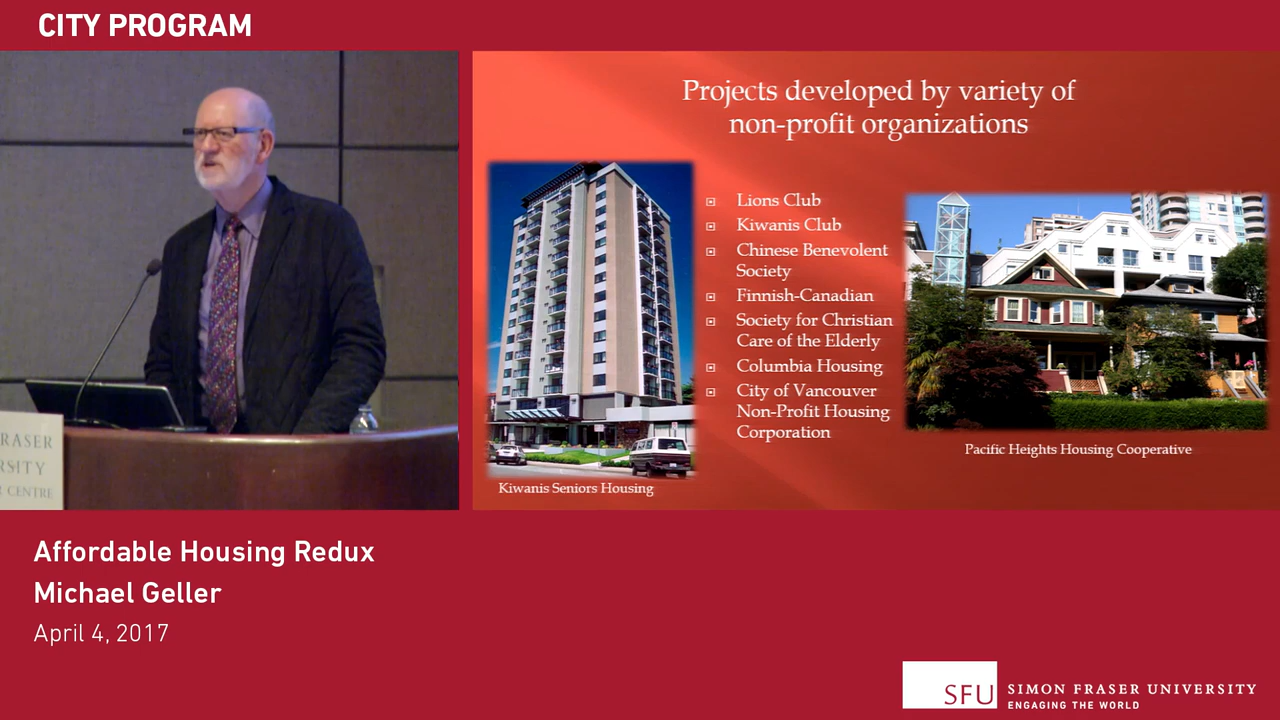 CITY PROGRAM
Projects developed by variety of
non-profit organizations
Lions Club
Kiwanis Club
Chinese Benevolent
Society
Finnish-Canadian
Society for Christian
Care of the Elderly
Columbia Housing
City of Vancouver
Non-Profit Housing
Corporation
Kiwanis Seniors Housing
Pacific Heights Housing Cooperative
RASER
RSITY
CENTRE
Affordable Housing Redux
Michael Geller
April 4, 2017
SFU
SIMON FRASER UNIVERSITY
ENGAGING THE WORLD